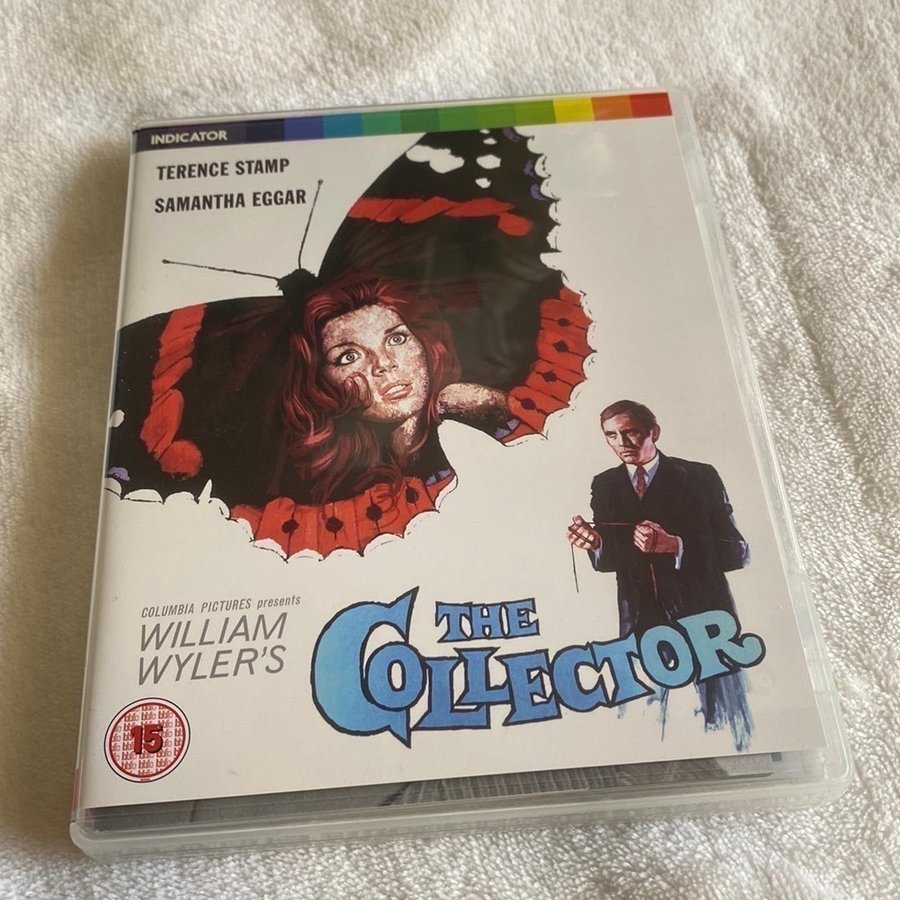 INDICATOR
TERENCE STAMP
SAMANTHA EGGAR
COLUMBIA PICTURES presents
WILLIAM
WYLER'S
THE
COLLECTOR
15